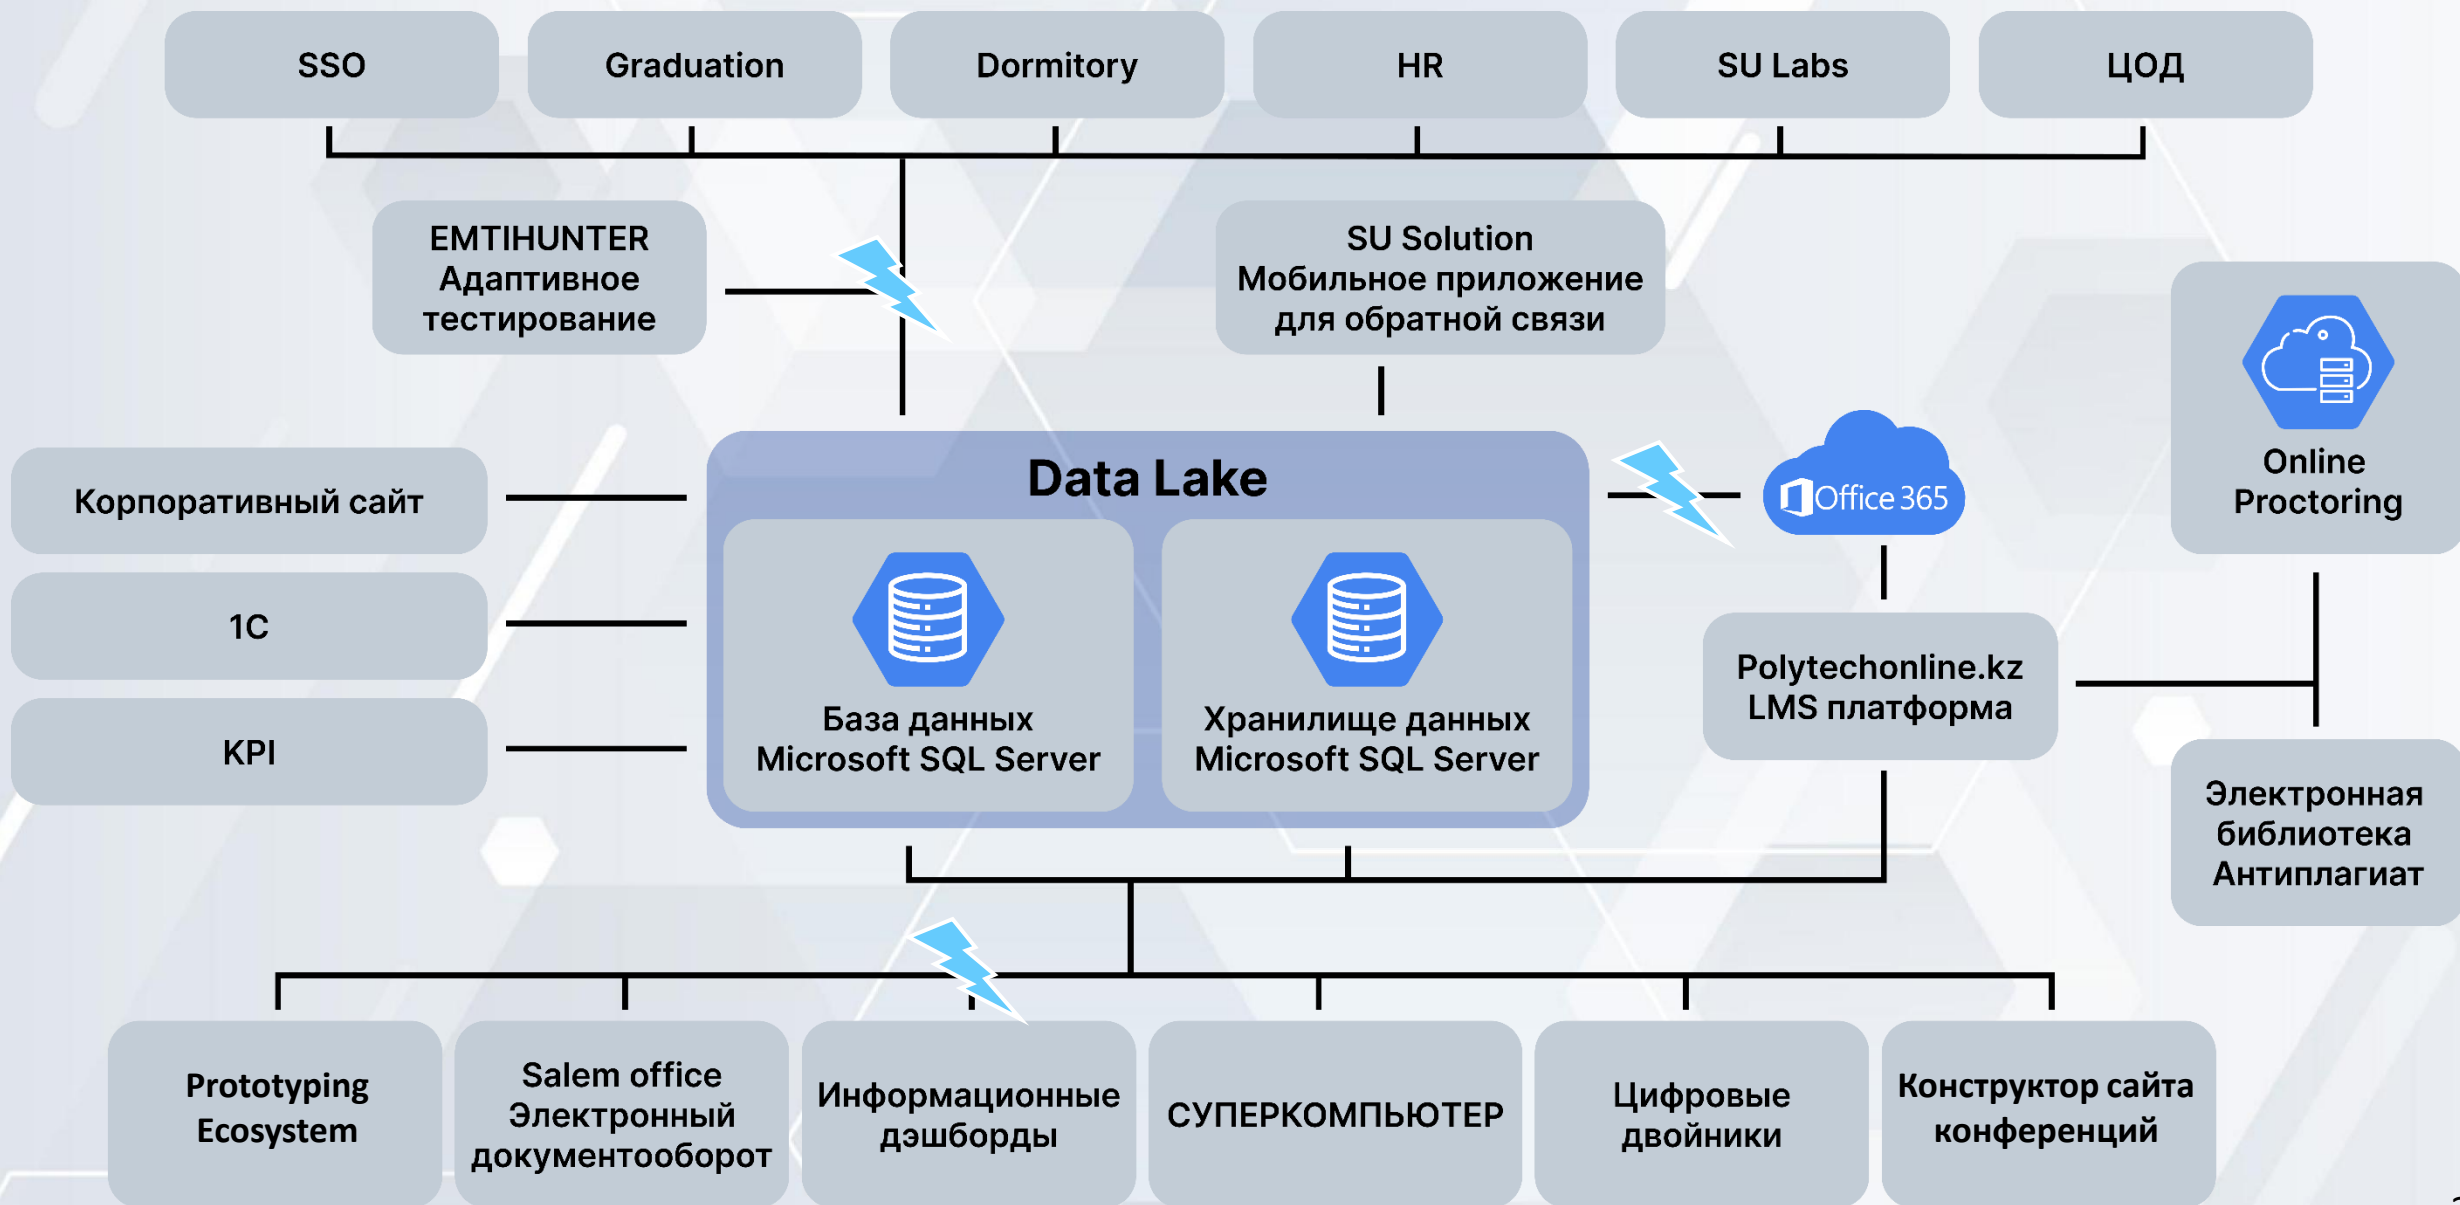 SSO
Graduation
Dormitory
HR
SU Labs
ЦОД
EMTIHUNTER
Адаптивное
тестирование
SU Solution
Мобильное приложение
для обратной связи
Online
Proctoring
Корпоративный сайт
1С
KPI
Data Lake
База данных
Microsoft SQL Server
Хранилище данных
Microsoft SQL Server
Office 365
Polytechonline.kz
LMS платформа
Электронная
библиотека
Антиплагиат
Prototyping
Ecosystem
Salem office
Электронный
документооборот
Информационные
дэшборды
СУПЕРКОМПЬЮТЕР
Цифровые
двойники
Конструктор сайта
конференций